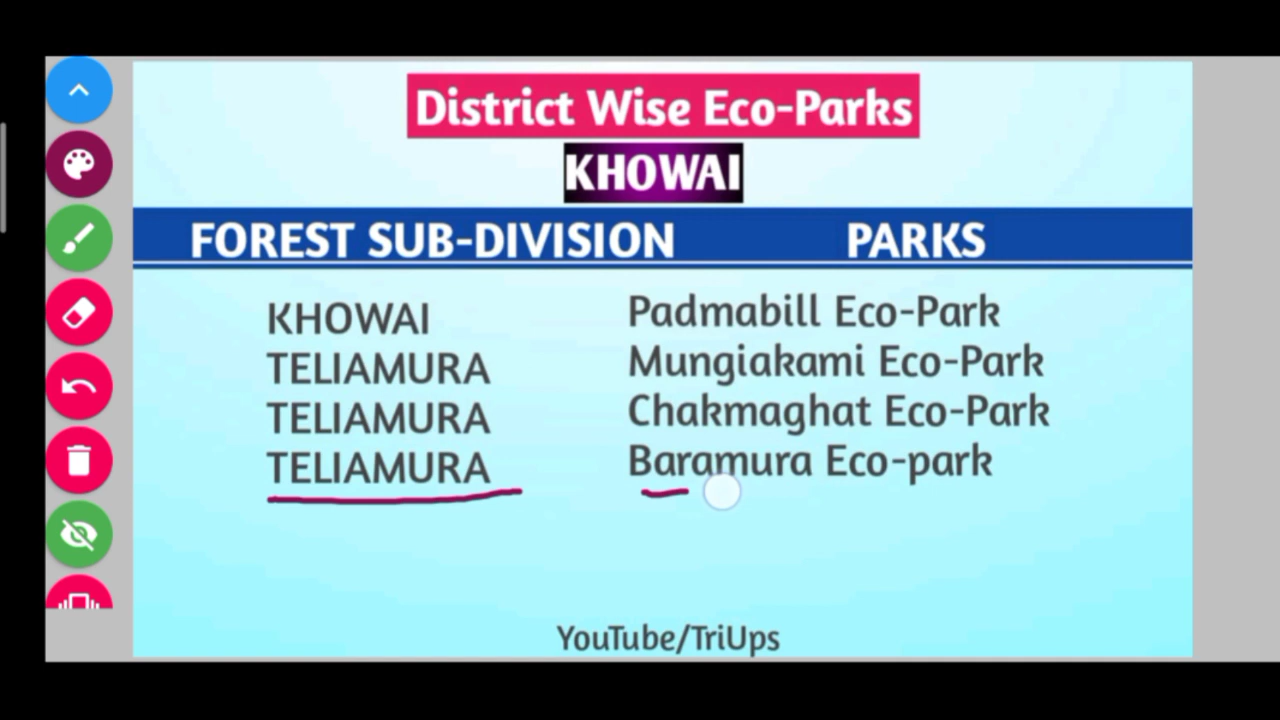 District Wise Eco-Parks
KHOWAI
FOREST SUB-DIVISION PARKS
KHOWAI Padmabill Eco-Park
TELIAMURA Mungiakami Eco-Park
TELIAMURA Chakmaghat Eco-Park
TELIAMURA Baramura Eco-park
YouTube/TriUps